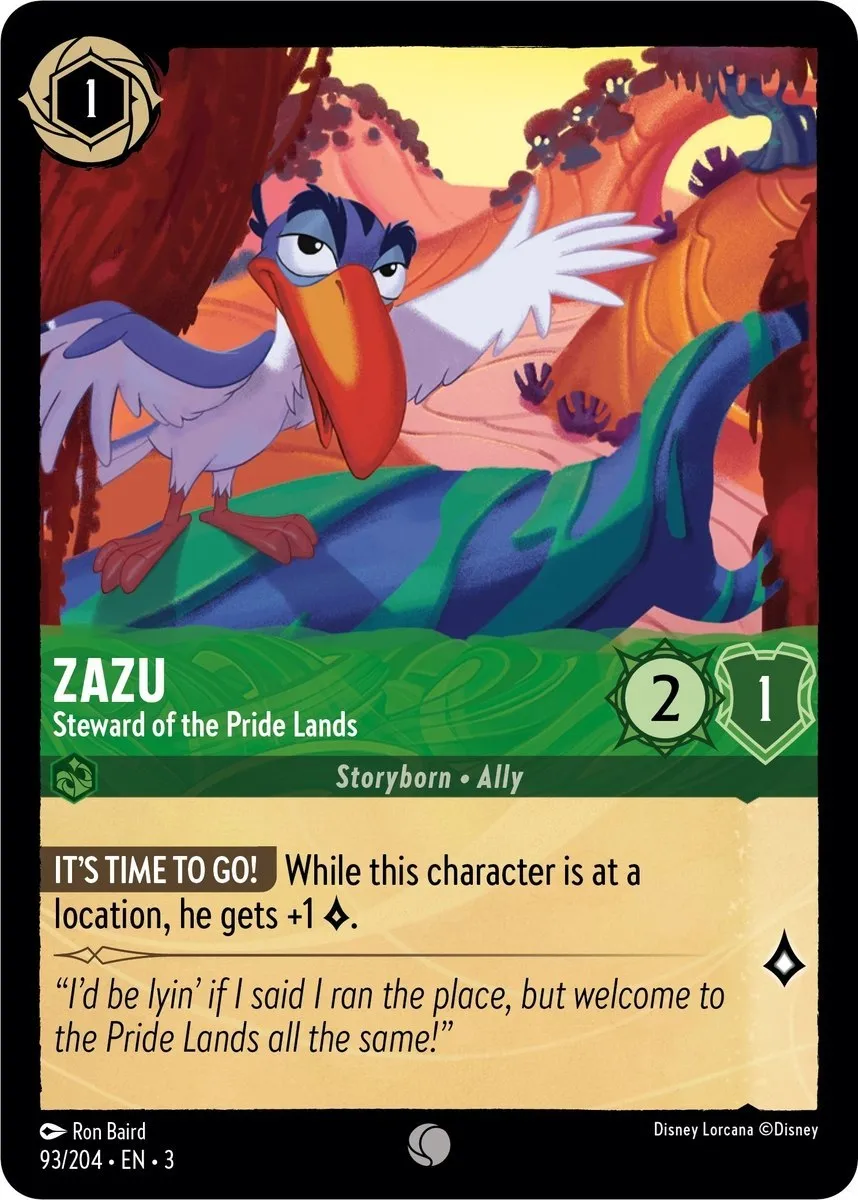 1
ZAZU
Steward of the Pride Lands
2
1
Storyborn • Ally
IT'S TIME TO GO! While this character is at a
location, he gets +1 .
“I'd be lyin' if I said I ran the place, but welcome to
the Pride Lands all the same!”
Ron Baird
Disney Lorcana ©Disney
93/204 • EN • 3